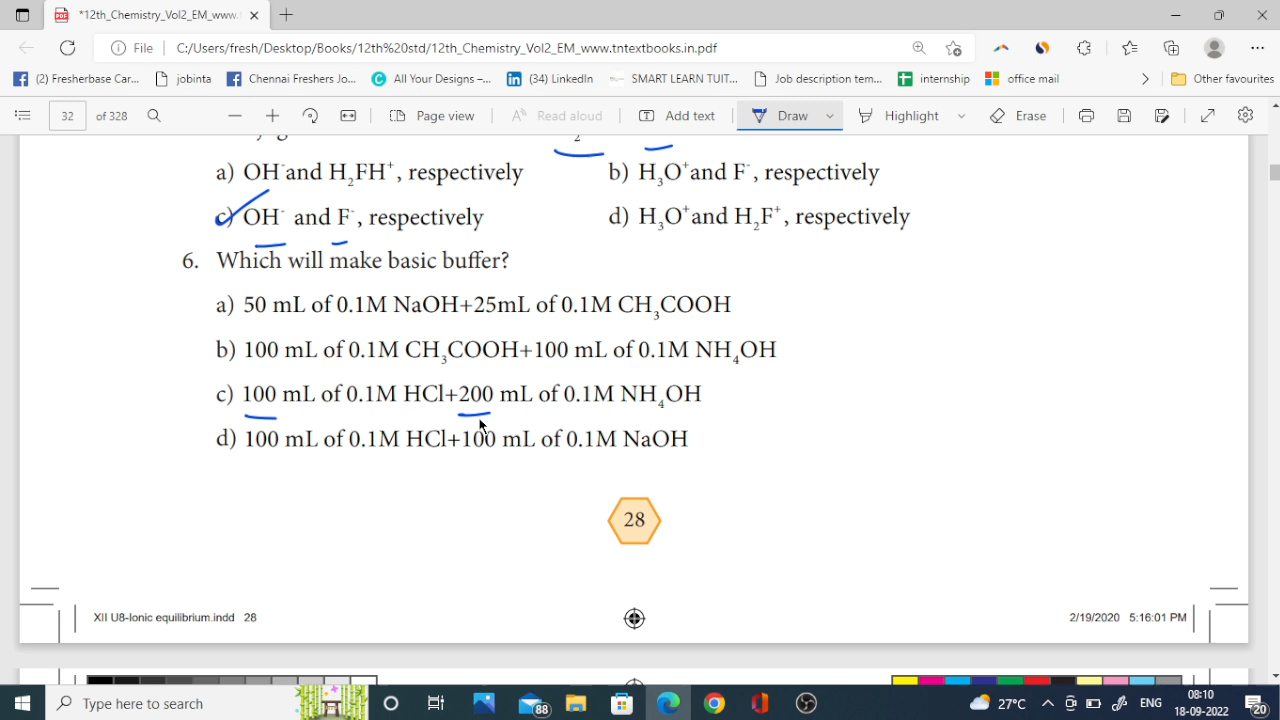 *12th_Chemistry_Vol2_EM_www.
File C:/Users/fresh/Desktop/Books/12th%20std/12th_Chemistry_Vol2_EM_www.tntextbooks.in.pdf
(2) Fresherbase Car... jobinta Chennai Freshers Jo... All Your Designs –... (34) LinkedIn SMART LEARN TUIT... Job description tem... internship office mail Other favourites
32 of 328 Page view Read aloud Add text Draw Highlight Erase
a) OH⁻and H₂FH⁺, respectively b) H₃O⁺and F⁻, respectively
c) OH⁻ and F⁻, respectively d) H₃O⁺and H₂F⁺, respectively
6. Which will make basic buffer?
a) 50 mL of 0.1M NaOH+25mL of 0.1M CH₃COOH
b) 100 mL of 0.1M CH₃COOH+100 mL of 0.1M NH₄OH
c) 100 mL of 0.1M HCl+200 mL of 0.1M NH₄OH
d) 100 mL of 0.1M HCl+100 mL of 0.1M NaOH
28
XII U8-Ionic equilibrium.indd 28 2/19/2020 5:16:01 PM
Type here to search 88 27°C ENG 08:10
18-09-2022 20